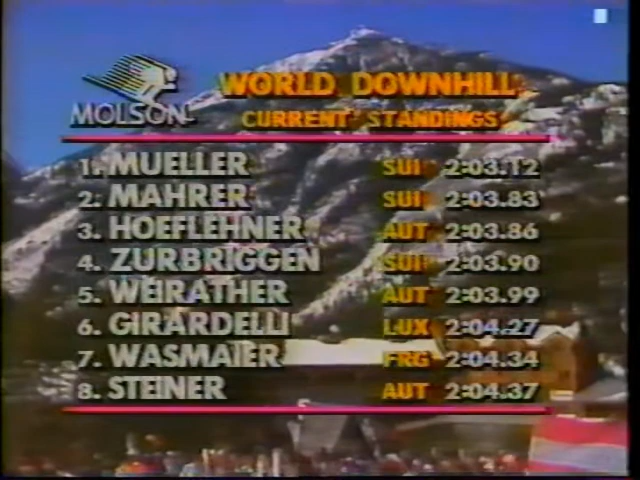 MOLSON
WORLD DOWNHILL
CURRENT STANDINGS
1. MUELLER SUI 2:03.12
2. MAHRER SUI 2:03.83
3. HOEFLEHNER AUT 2:03.86
4. ZURBRIGGEN SUI 2:03.90
5. WEIRATHER AUT 2:03.99
6. GIRARDELLI LUX 2:04.27
7. WASMAIER FRG 2:04.34
8. STEINER AUT 2:04.37